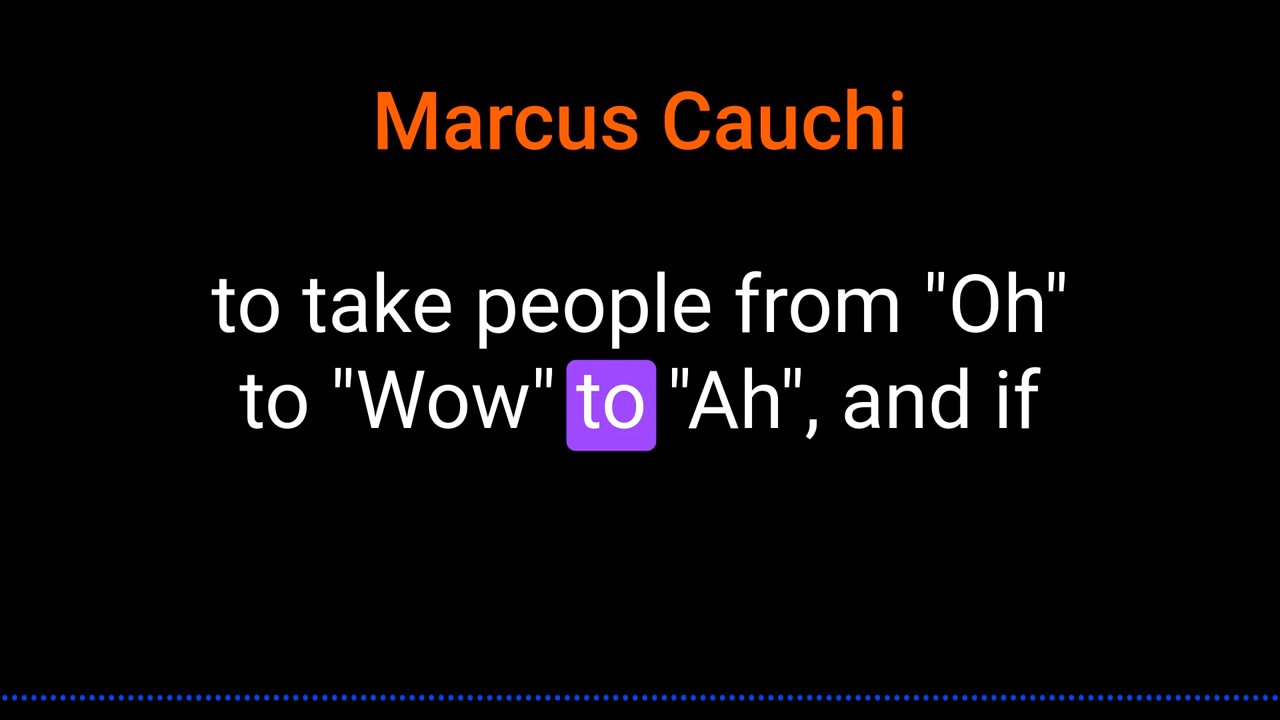 Marcus Cauchi
to take people from "Oh"
to "Wow" to "Ah", and if